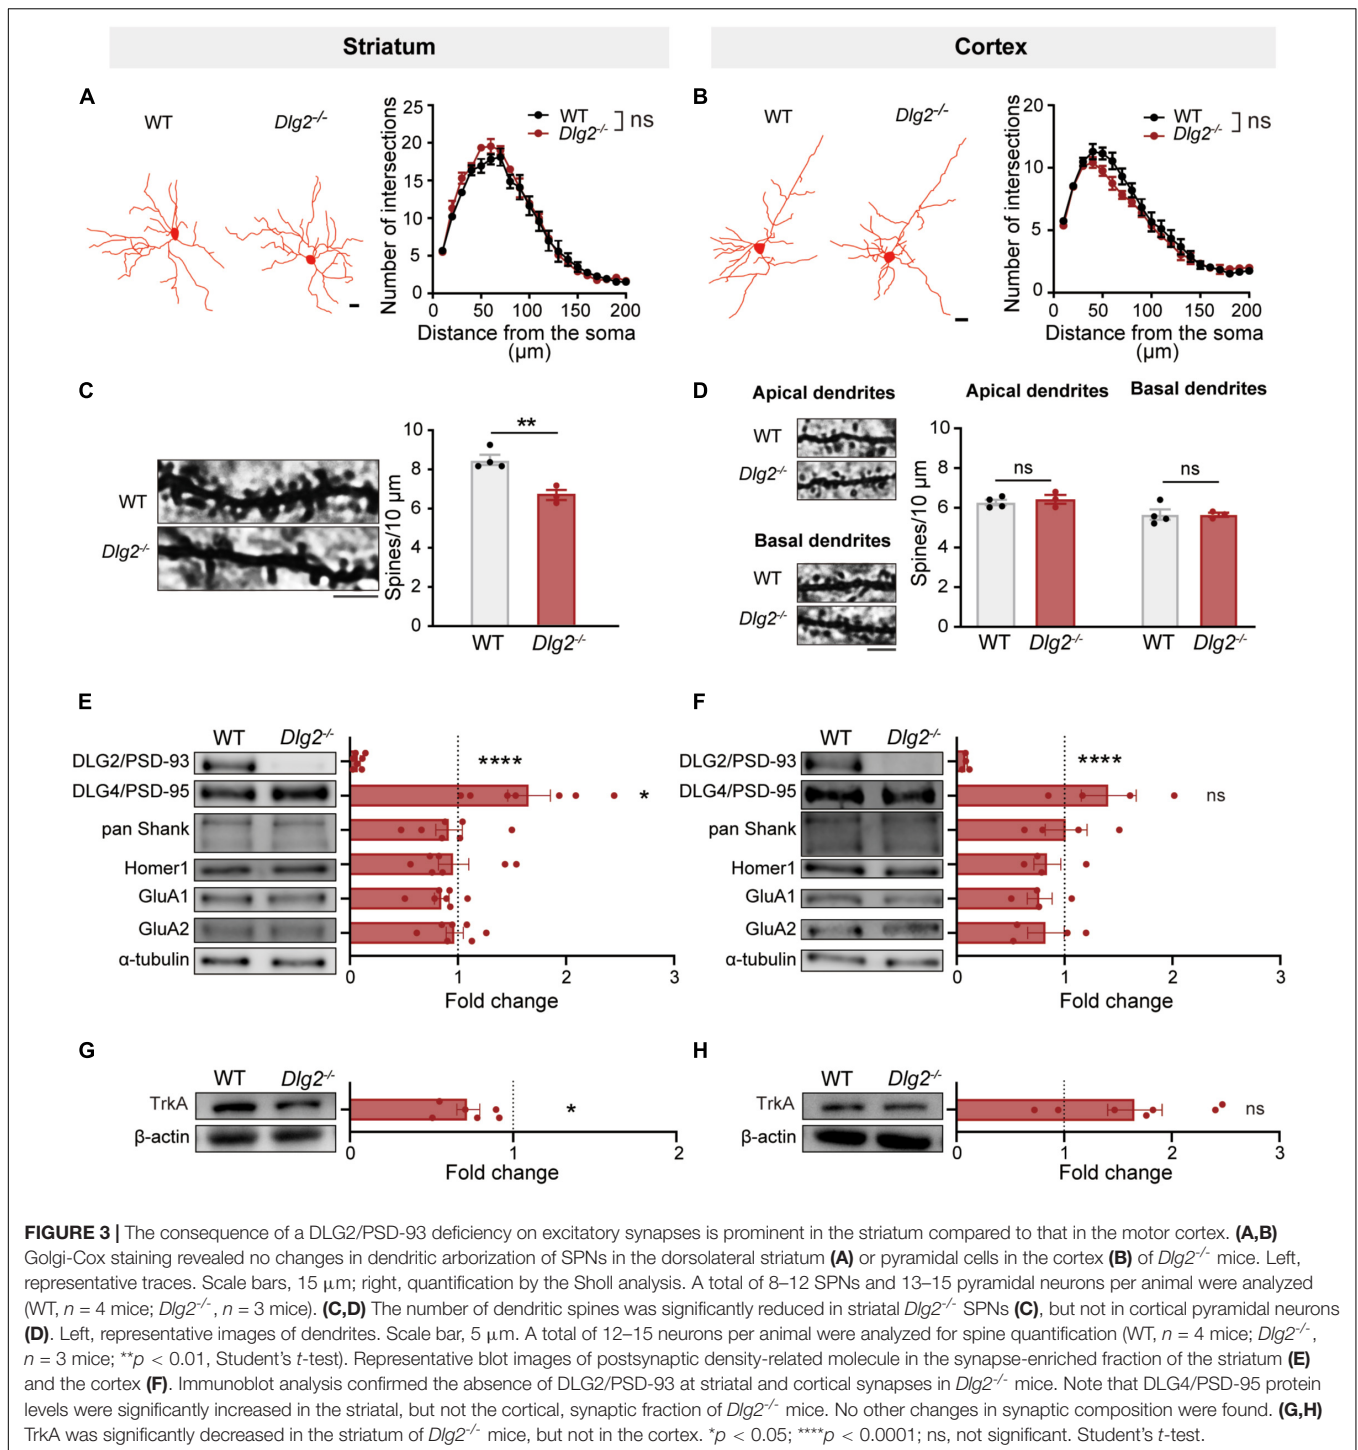 Striatum
Cortex
A
WT
Dlg2-/-
25
20
15
10
5
0
Number of intersections
WT
Dlg2-/-
ns
0 50 100 150 200
Distance from the soma
(μm)
B
WT
Dlg2-/-
20
10
5
0
Number of intersections
WT
Dlg2-/-
ns
0 50 100 150 200
Distance from the soma
(μm)
C
WT
Dlg2-/-
10
8
6
4
2
0
Spines/10 μm
**
WT Dlg2-/-
D
Apical dendrites
WT
Dlg2-/-
Basal dendrites
WT
Dlg2-/-
Apical dendrites
Basal dendrites
10
8
6
4
2
0
Spines/10 μm
ns
ns
WT Dlg2-/-
WT Dlg2-/-
E
WT Dlg2-/-
DLG2/PSD-93
DLG4/PSD-95
pan Shank
Homer1
GluA1
GluA2
α-tubulin
****
*
0 1 2 3
Fold change
F
WT Dlg2-/-
DLG2/PSD-93
DLG4/PSD-95
pan Shank
Homer1
GluA1
GluA2
α-tubulin
****
ns
0 1 2 3
Fold change
G
WT Dlg2-/-
TrkA
β-actin
*
0 1 2
Fold change
H
WT Dlg2-/-
TrkA
β-actin
ns
0 1 2 3
Fold change
FIGURE 3 | The consequence of a DLG2/PSD-93 deficiency on excitatory synapses is prominent in the striatum compared to that in the motor cortex. (A,B)
Golgi-Cox staining revealed no changes in dendritic arborization of SPNs in the dorsolateral striatum (A) or pyramidal cells in the cortex (B) of Dlg2-/- mice. Left,
representative traces. Scale bars, 15 μm; right, quantification by the Sholl analysis. A total of 8–12 SPNs and 13–15 pyramidal neurons per animal were analyzed
(WT, n = 4 mice; Dlg2-/-, n = 3 mice). (C,D) The number of dendritic spines was significantly reduced in striatal Dlg2-/- SPNs (C), but not in cortical pyramidal neurons
(D). Left, representative images of dendrites. Scale bar, 5 μm. A total of 12–15 neurons per animal were analyzed for spine quantification (WT, n = 4 mice; Dlg2-/-,
n = 3 mice; **p < 0.01, Student's t-test). Representative blot images of postsynaptic density-related molecule in the synapse-enriched fraction of the striatum (E)
and the cortex (F). Immunoblot analysis confirmed the absence of DLG2/PSD-93 at striatal and cortical synapses in Dlg2-/- mice. Note that DLG4/PSD-95 protein
levels were significantly increased in the striatal, but not the cortical, synaptic fraction of Dlg2-/- mice. No other changes in synaptic composition were found. (G,H)
TrkA was significantly decreased in the striatum of Dlg2-/- mice, but not in the cortex. *p < 0.05; ****p < 0.0001; ns, not significant. Student's t-test.